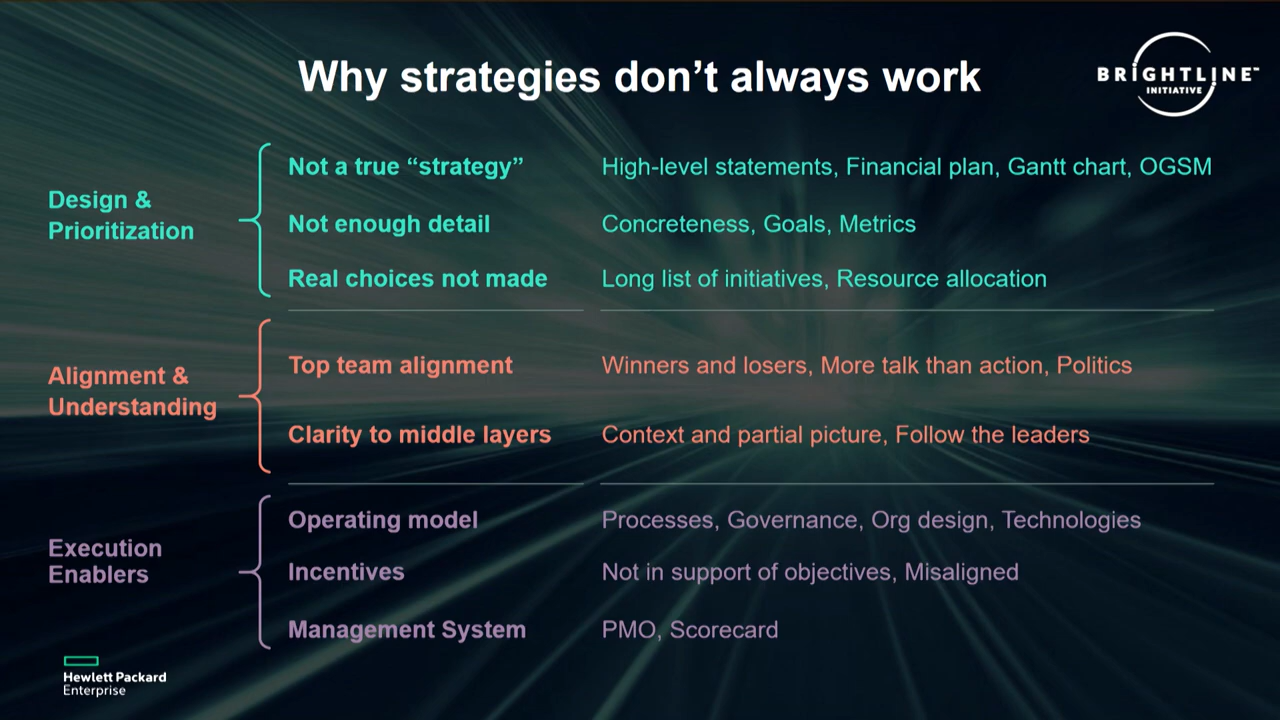 Why strategies don’t always work
BRIGHTLINE™
INITIATIVE
Design &
Prioritization
Not a true “strategy”
High-level statements, Financial plan, Gantt chart, OGSM
Not enough detail
Concreteness, Goals, Metrics
Real choices not made
Long list of initiatives, Resource allocation
Alignment &
Understanding
Top team alignment
Winners and losers, More talk than action, Politics
Clarity to middle layers
Context and partial picture, Follow the leaders
Execution
Enablers
Operating model
Processes, Governance, Org design, Technologies
Incentives
Not in support of objectives, Misaligned
Management System
PMO, Scorecard
Hewlett Packard
Enterprise